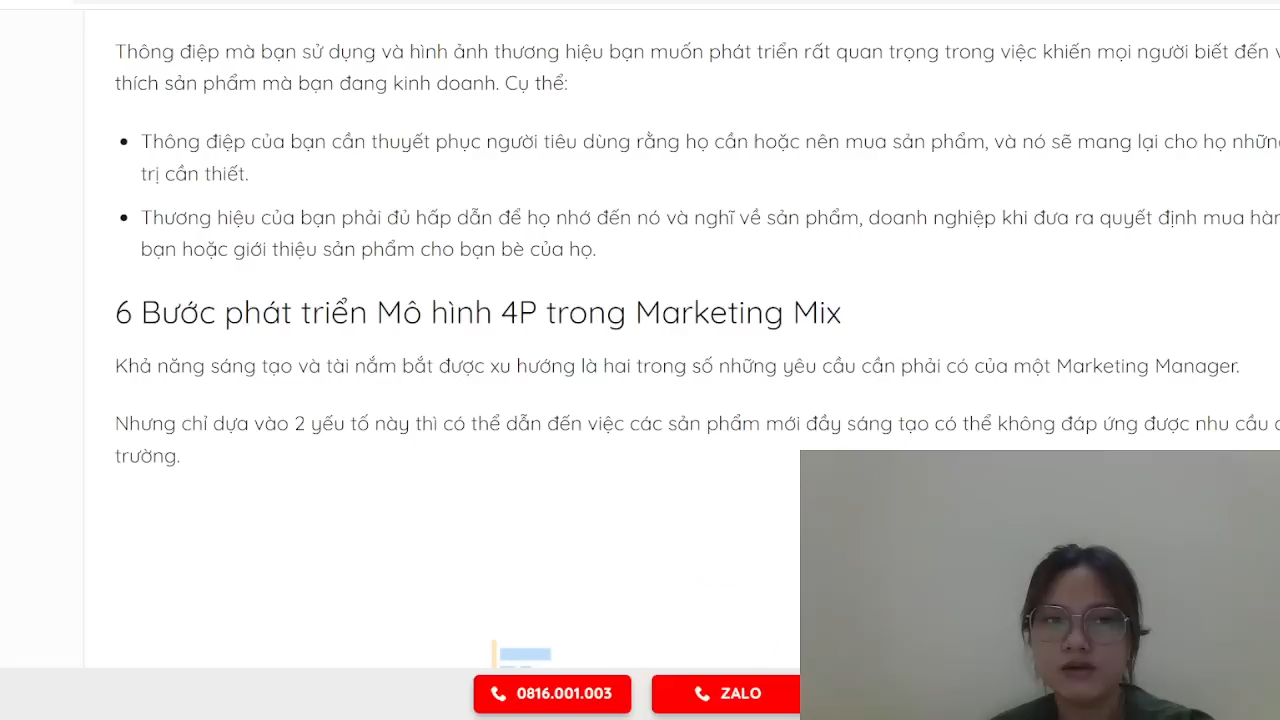 Thông điệp mà bạn sử dụng và hình ảnh thương hiệu bạn muốn phát triển rất quan trọng trong việc khiến mọi người biết đến
thích sản phẩm mà bạn đang kinh doanh. Cụ thể:
Thông điệp của bạn cần thuyết phục người tiêu dùng rằng họ cần hoặc nên mua sản phẩm, và nó sẽ mang lại cho họ
trị cần thiết.
Thương hiệu của bạn phải đủ hấp dẫn để họ nhớ đến nó và nghĩ về sản phẩm, doanh nghiệp khi đưa ra quyết định mua
bạn hoặc giới thiệu sản phẩm cho bạn bè của họ.
6 Bước phát triển Mô hình 4P trong Marketing Mix
Khả năng sáng tạo và tài nắm bắt được xu hướng là hai trong số những yêu cầu cần phải có của một Marketing Manager.
Nhưng chỉ dựa vào 2 yếu tố này thì có thể dẫn đến việc các sản phẩm mới đầy sáng tạo có thể không đáp ứng được nhu cầu
trường.
0816.001.003
ZALO